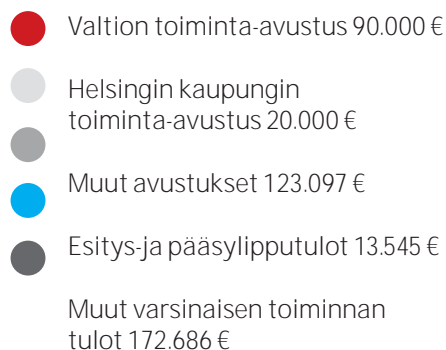 Valtion toiminta-avustus 90.000 €
Helsingin kaupungin
toiminta-avustus 20.000 €
Muut avustukset 123.097 €
Esitys-ja pääsylipputulot 13.545 €
Muut varsinaisen toiminnan
tulot 172.686 €